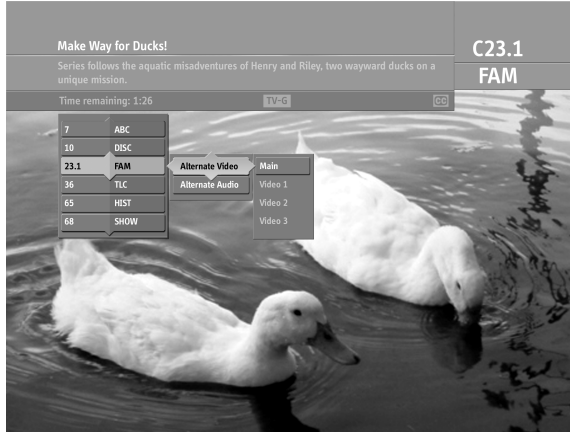 Make Way for Ducks!
Series follows the aquatic misadventures of Henry and Riley, two wayward ducks on a
unique mission.
Time remaining: 1:26 TV-G CC
C23.1
FAM
7 ABC
10 DISC
23.1 FAM Alternate Video Main
36 TLC Alternate Audio Video 1
65 HIST Video 2
68 SHOW Video 3